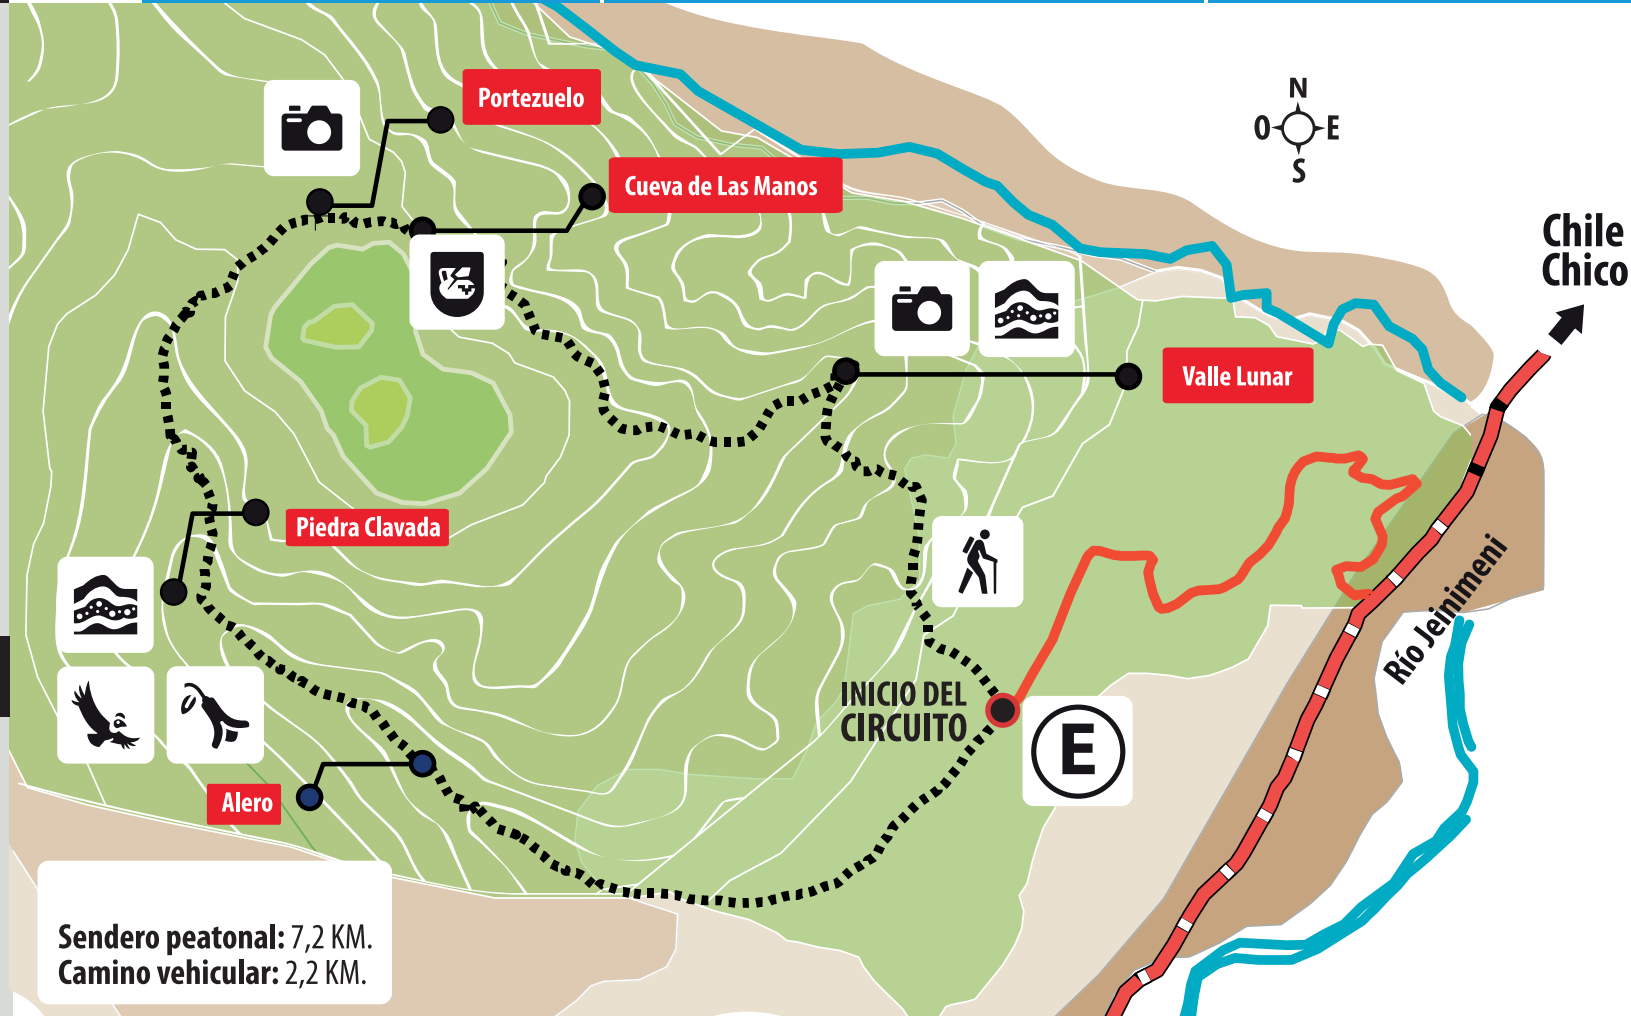 Portezuelo
Cueva de Las Manos
N
O
E
S
Chile
Chico
Valle Lunar
Piedra Clavada
Río Jeinimeni
INICIO DEL
CIRCUITO
E
Alero
Sendero peatonal: 7,2 KM.
Camino vehicular: 2,2 KM.